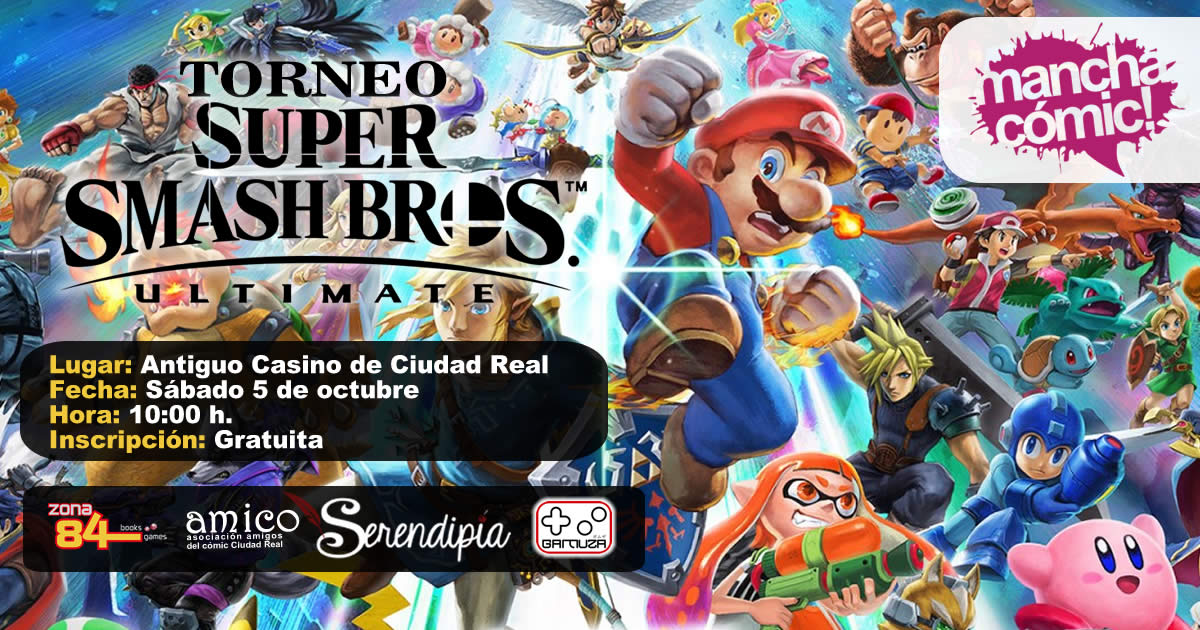 TORNEO
SUPER
SMASH BROS.™
ULTIMATE
mancha
cómic!
Lugar: Antiguo Casino de Ciudad Real
Fecha: Sábado 5 de octubre
Hora: 10:00 h.
Inscripción: Gratuita
zona
84 books games
amico
asociación amigos
del cómic Ciudad Real
Serendipia
GAMUZA